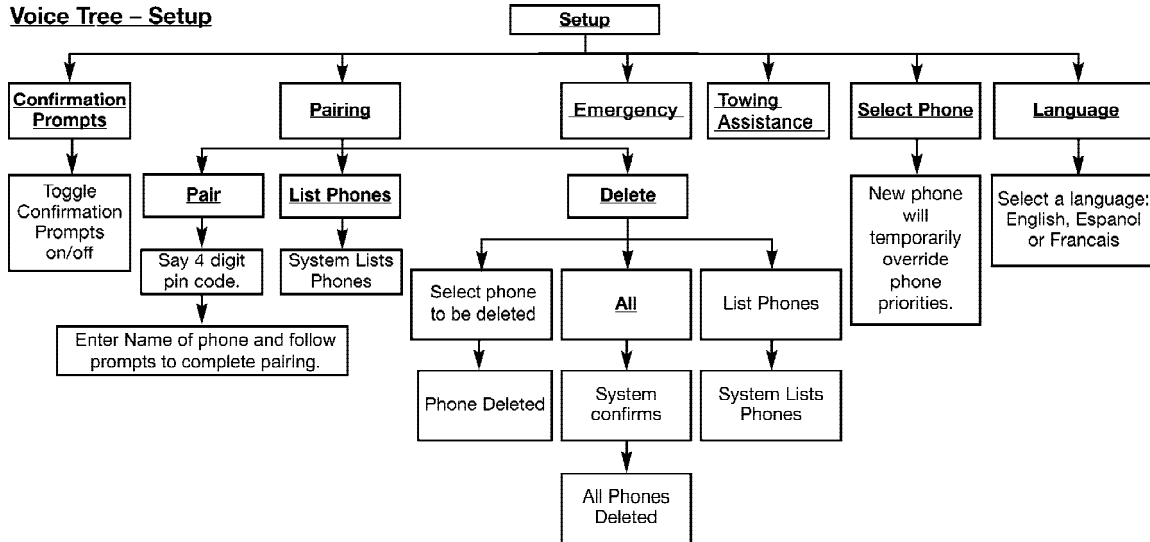 Voice Tree – Setup
Setup
Confirmation
Prompts
Pairing
Emergency
Towing
Assistance
Select Phone
Language
Toggle
Confirmation
Prompts
on/off
Pair
List Phones
Delete
New phone
will
temporarily
override
phone
priorities.
Select a language:
English, Espanol
or Francais
Say 4 digit
pin code.
System Lists
Phones
Select phone
to be deleted
All
List Phones
Enter Name of phone and follow
prompts to complete pairing.
Phone Deleted
System
confirms
System Lists
Phones
All Phones
Deleted